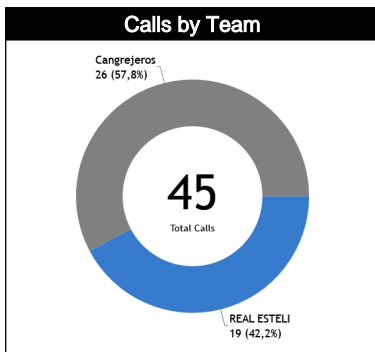 Calls by Team
Cangrejeros
26 (57,8%)
45
Total Calls
REAL ESTELI
19 (42,2%)